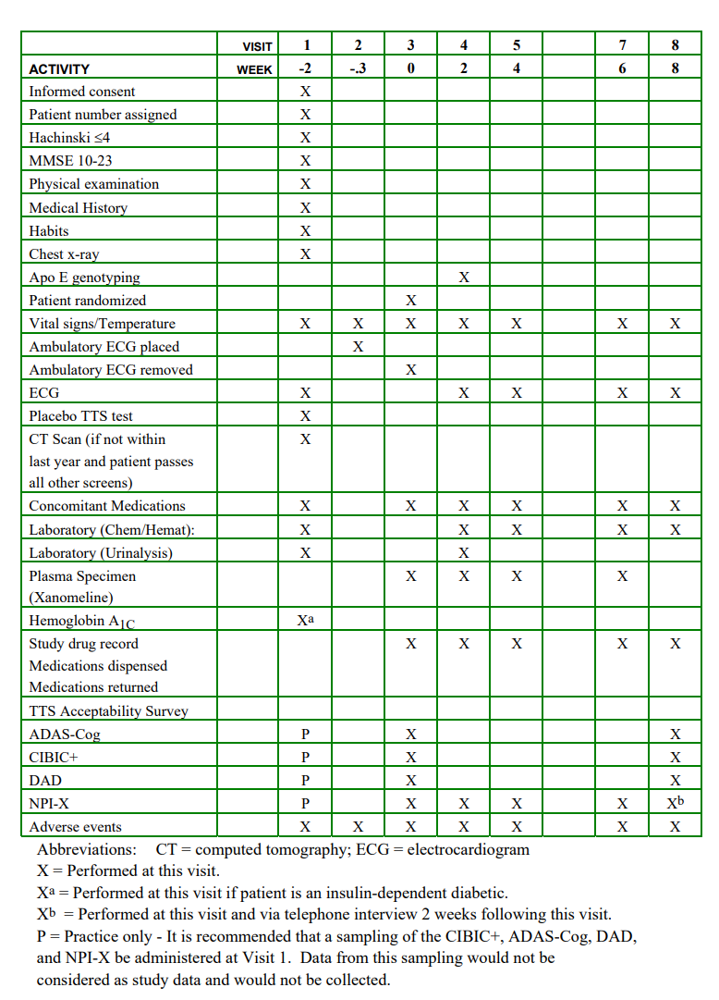 VISIT 1 2 3 4 5 7 8
ACTIVITY WEEK -2 -.3 0 2 4 6 8
Informed consent X
Patient number assigned X
Hachinski ≤4 X
MMSE 10-23 X
Physical examination X
Medical History X
Habits X
Chest x-ray X
Apo E genotyping X
Patient randomized X
Vital signs/Temperature X X X X X X X
Ambulatory ECG placed X
Ambulatory ECG removed X
ECG X X X X X
Placebo TTS test X
CT Scan (if not within X
last year and patient passes
all other screens)
Concomitant Medications X X X X X X
Laboratory (Chem/Hemat): X X X X X
Laboratory (Urinalysis) X X
Plasma Specimen X X X X
(Xanomeline)
Hemoglobin A1C Xa
Study drug record X X X X X
Medications dispensed
Medications returned
TTS Acceptability Survey
ADAS-Cog P X X
CIBIC+ P X X
DAD P X X
NPI-X P X X X X Xb
Adverse events X X X X X X X
Abbreviations: CT = computed tomography; ECG = electrocardiogram
X = Performed at this visit.
Xa = Performed at this visit if patient is an insulin-dependent diabetic.
Xb = Performed at this visit and via telephone interview 2 weeks following this visit.
P = Practice only - It is recommended that a sampling of the CIBIC+, ADAS-Cog, DAD,
and NPI-X be administered at Visit 1. Data from this sampling would not be
considered as study data and would not be collected.